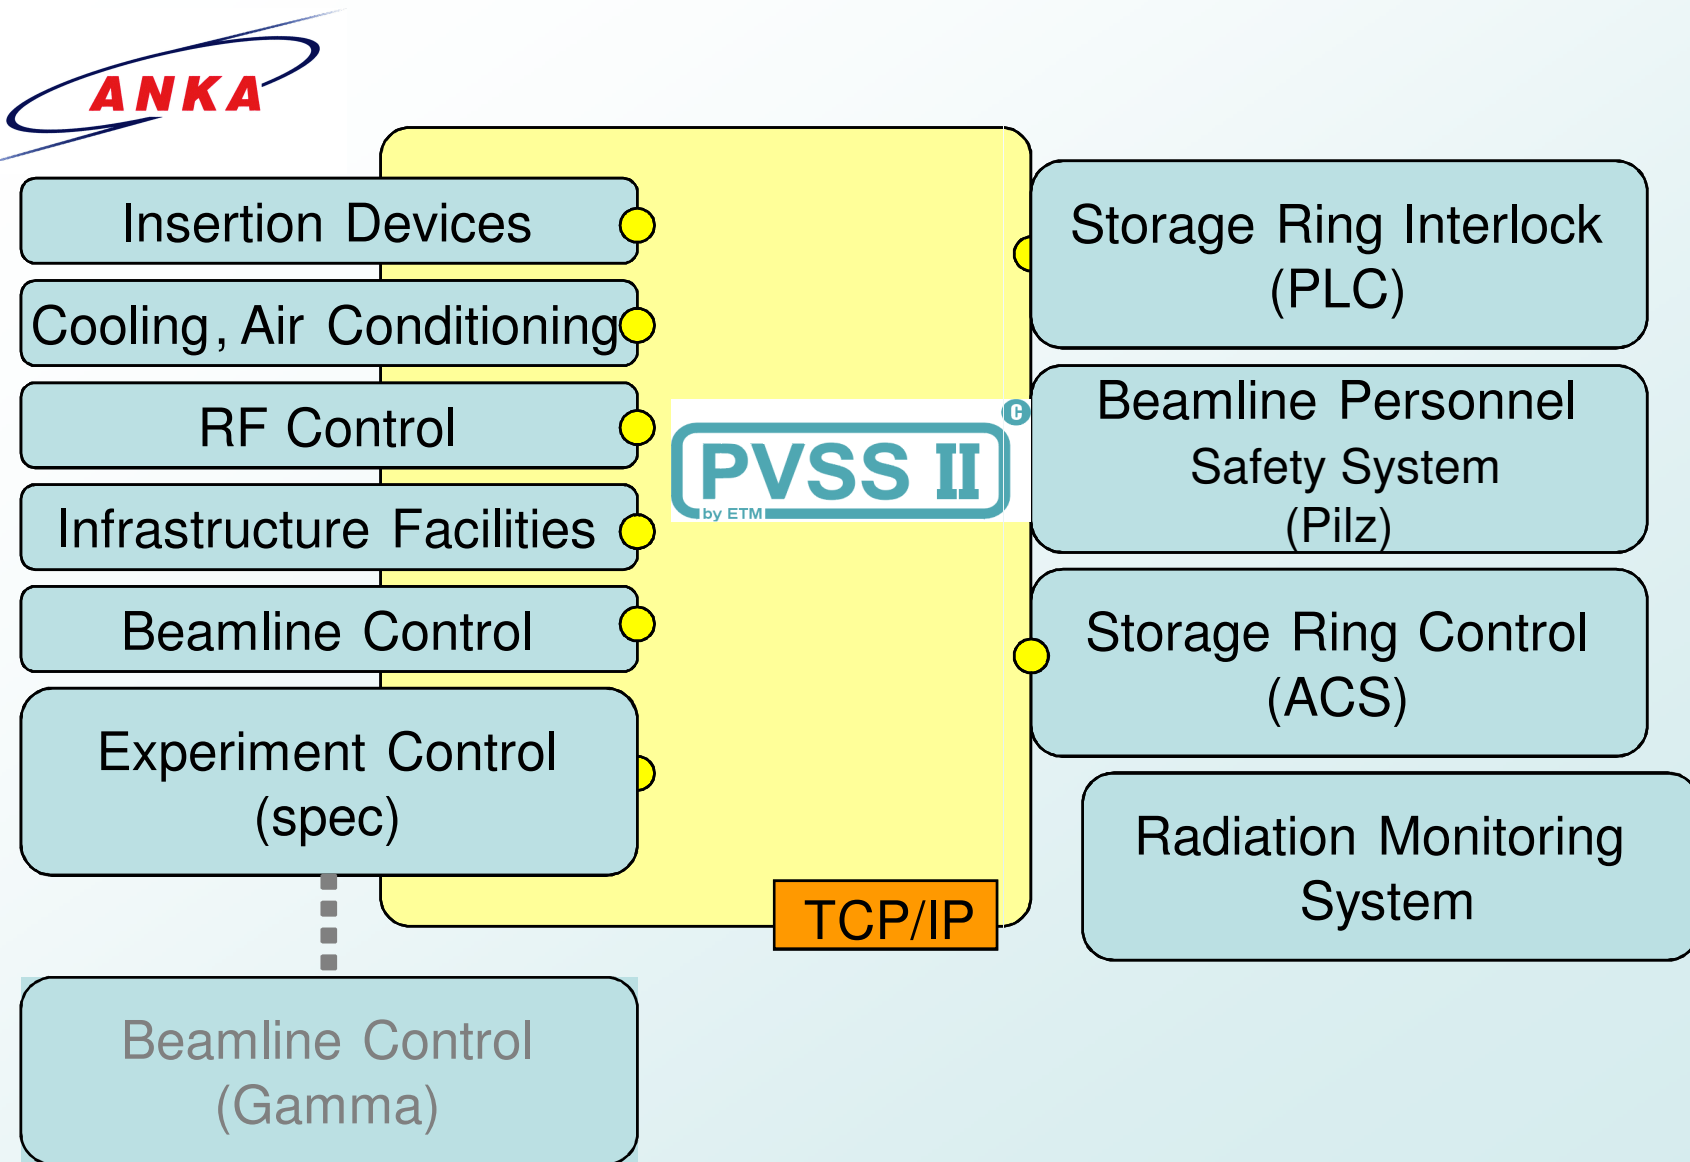 ANKA
Insertion Devices
Cooling, Air Conditioning
RF Control
Infrastructure Facilities
Beamline Control
Experiment Control
(spec)
Beamline Control
(Gamma)
C
PVSS II
by ETM
TCP/IP
Storage Ring Interlock
(PLC)
Beamline Personnel
Safety System
(Pilz)
Storage Ring Control
(ACS)
Radiation Monitoring
System